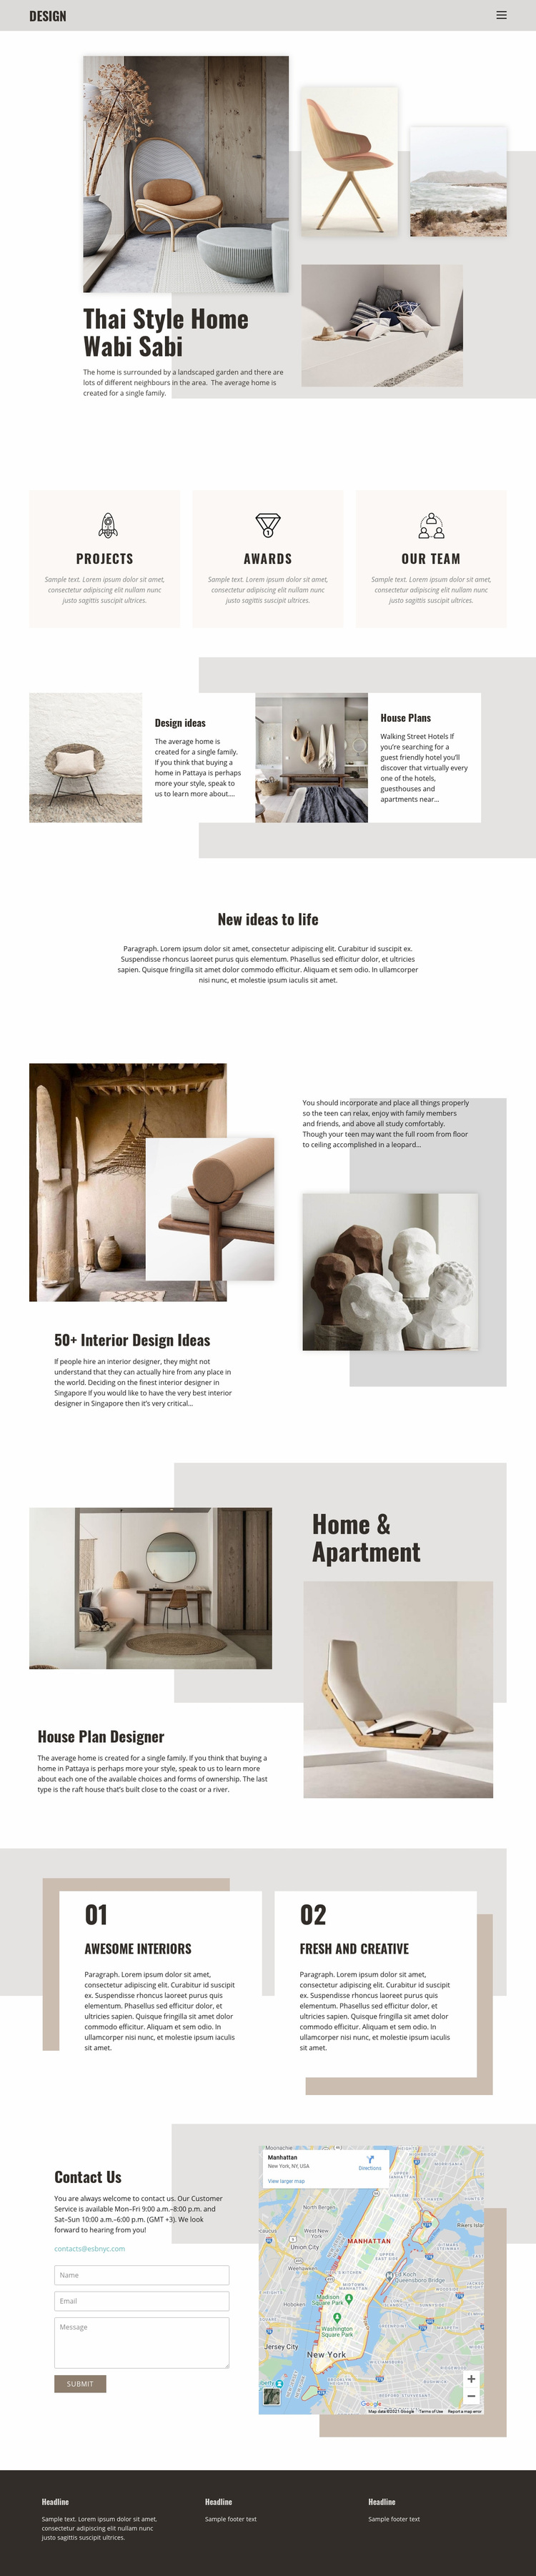 DESIGN
Thai Style Home
Wabi Sabi
The home is surrounded by a landscaped garden and there are
lots of different neighbours in the area.  The average home is
created for a single family.
PROJECTS
Sample text. Lorem ipsum dolor sit amet,
consectetur adipiscing elit nullam nunc
justo sagittis suscipit ultrices.
1
AWARDS
Sample text. Lorem ipsum dolor sit amet,
consectetur adipiscing elit nullam nunc
justo sagittis suscipit ultrices.
OUR TEAM
Sample text. Lorem ipsum dolor sit amet,
consectetur adipiscing elit nullam nunc
justo sagittis suscipit ultrices.
Design ideas
The average home is
created for a single family.
If you think that buying a
home in Pattaya is perhaps
more your style, speak to
us to learn more about....
House Plans
Walking Street Hotels If
you're searching for a
guest friendly hotel you'll
discover that virtually every
one of the hotels,
guesthouses and
apartments near...
New ideas to life
Paragraph. Lorem ipsum dolor sit amet, consectetur adipiscing elit. Curabitur id suscipit ex.
Suspendisse rhoncus laoreet purus quis elementum. Phasellus sed efficitur dolor, et ultricies
sapien. Quisque fringilla sit amet dolor commodo efficitur. Aliquam et sem odio. In ullamcorper
nisi nunc, et molestie ipsum iaculis sit amet.
You should incorporate and place all things properly
so the teen can relax, enjoy with family members
and friends, and above all study comfortably.
Though your teen may want the full room from floor
to ceiling accomplished in a leopard...
50+ Interior Design Ideas
If people hire an interior designer, they might not
understand that they can actually hire from any place in
the world. Deciding on the finest interior designer in
Singapore If you would like to have the very best interior
designer in Singapore then it's very critical...
Home &
Apartment
House Plan Designer
The average home is created for a single family. If you think that buying a
home in Pattaya is perhaps more your style, speak to us to learn more
about each one of the available choices and forms of ownership. The last
type is the raft house that's built close to the coast or a river.
01
AWESOME INTERIORS
Paragraph. Lorem ipsum dolor sit amet,
consectetur adipiscing elit. Curabitur id suscipit
ex. Suspendisse rhoncus laoreet purus quis
elementum. Phasellus sed efficitur dolor, et
ultricies sapien. Quisque fringilla sit amet dolor
commodo efficitur. Aliquam et sem odio. In
ullamcorper nisi nunc, et molestie ipsum iaculis
sit amet.
02
FRESH AND CREATIVE
Paragraph. Lorem ipsum dolor sit amet,
consectetur adipiscing elit. Curabitur id suscipit
ex. Suspendisse rhoncus laoreet purus quis
elementum. Phasellus sed efficitur dolor, et
ultricies sapien. Quisque fringilla sit amet dolor
commodo efficitur. Aliquam et sem odio. In
ullamcorper nisi nunc, et molestie ipsum iaculis
sit amet.
Contact Us
You are always welcome to contact us. Our Customer
Service is available Mon–Fri 9:00 a.m.–8:00 p.m. and
Sat–Sun 10:00 a.m.–6:00 p.m. (GMT +3). We look
forward to hearing from you!
contacts@esbnyc.com
Name
Email
Message
SUBMIT
Manhattan
New York, NY, USA
Directions
View larger map
North Bergen
West New
York
Union City
Weehawken
Hoboken
MANHATTAN
UPPER
EAST SIDE
Rikers Islan
Ed Koch
Queensboro Bridge
MIDTOWN
MANHATTAN
Madison
Square Park
Washington
Square Park
Jersey City
New York
Google
Map data ©2021 Google
Terms of Use
Report a map error
Headline
Sample text. Lorem ipsum dolor sit amet,
consectetur adipiscing elit nullam nunc
justo sagittis suscipit ultrices.
Headline
Sample footer text
Headline
Sample footer text